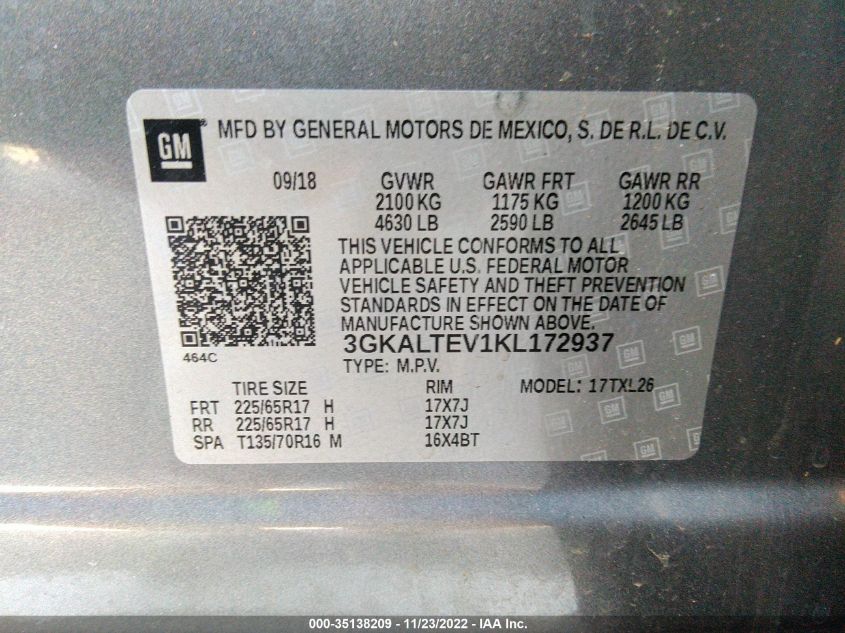 GM
® MFD BY GENERAL MOTORS DE MEXICO, S. DE R.L. DE C.V.
09/18 GVWR GAWR FRT GAWR RR
2100 KG 1175 KG 1200 KG
4630 LB 2590 LB 2645 LB
THIS VEHICLE CONFORMS TO ALL
APPLICABLE U.S. FEDERAL MOTOR
VEHICLE SAFETY AND THEFT PREVENTION
STANDARDS IN EFFECT ON THE DATE OF
MANUFACTURE SHOWN ABOVE.
3GKALTEV1KL172937
464C
TYPE: M.P.V.
TIRE SIZE RIM MODEL: 17TXL26
FRT 225/65R17 H 17X7J
RR 225/65R17 H 17X7J
SPA T135/70R16 M 16X4BT
000-35138209 - 11/23/2022 - IAA Inc.